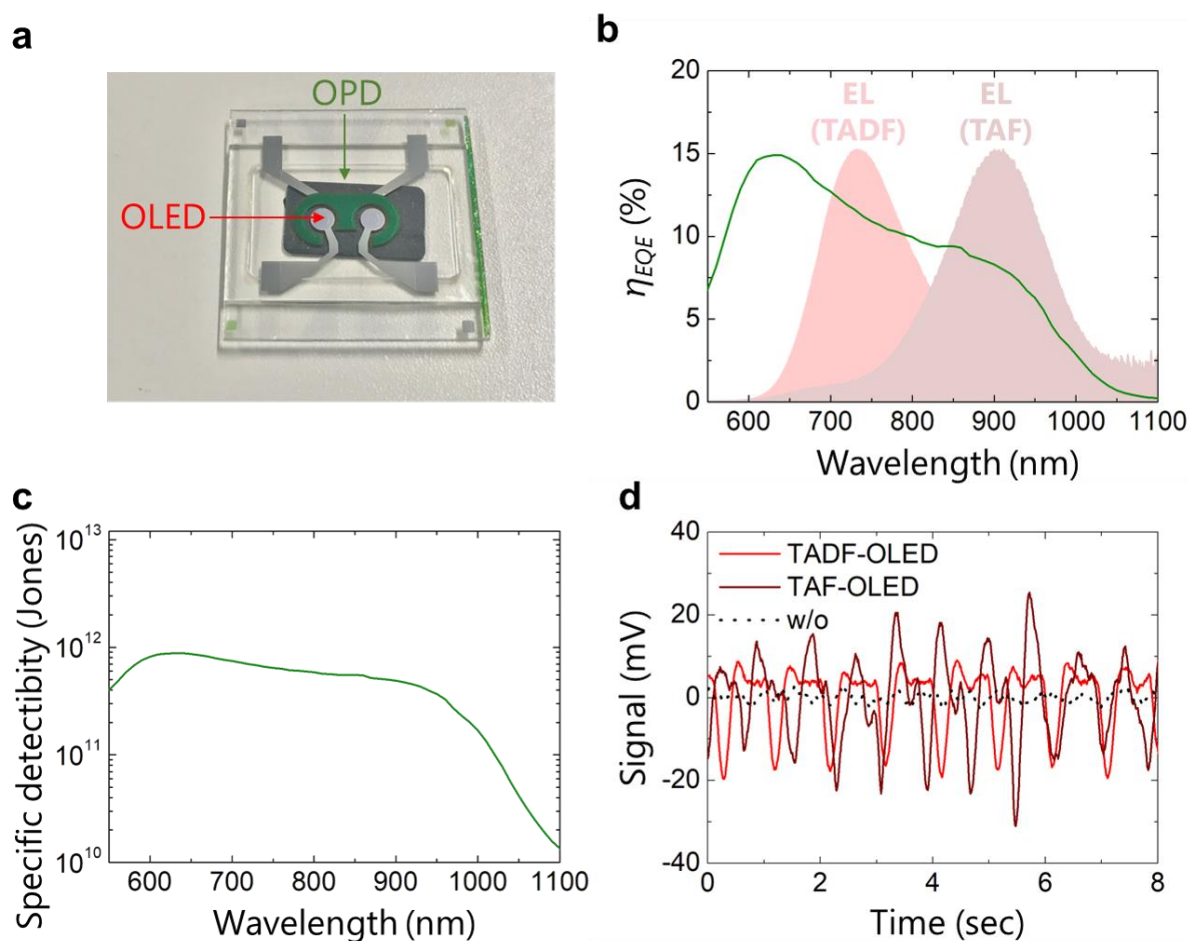 a
OPD
OLED
b
20
15
10
5
0
η_EQE (%)
EL
(TADF)
EL
(TAF)
600 700 800 900 1000 1100
Wavelength (nm)
c
10^13
10^12
10^11
10^10
Specific detectibity (Jones)
600 700 800 900 1000 1100
Wavelength (nm)
d
40
20
0
-20
-40
Signal (mV)
TADF-OLED
TAF-OLED
w/o
0 2 4 6 8
Time (sec)